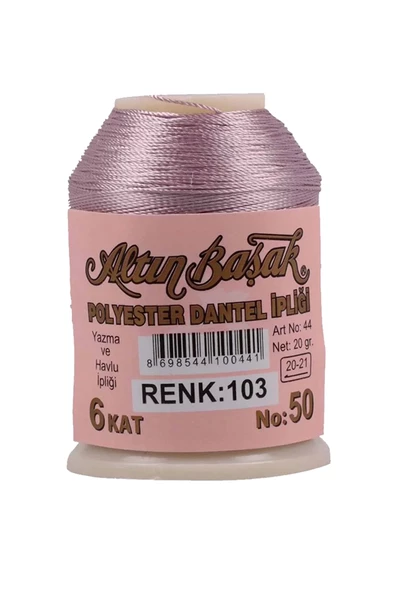 Altın Başak
POLYESTER DANTEL İPLİĞİ
Yazma
ve
Havlu
İpliği
8 698544 100441
Art No: 44
Net: 20 gr.
20-21
RENK:103
6 KAT
No:50